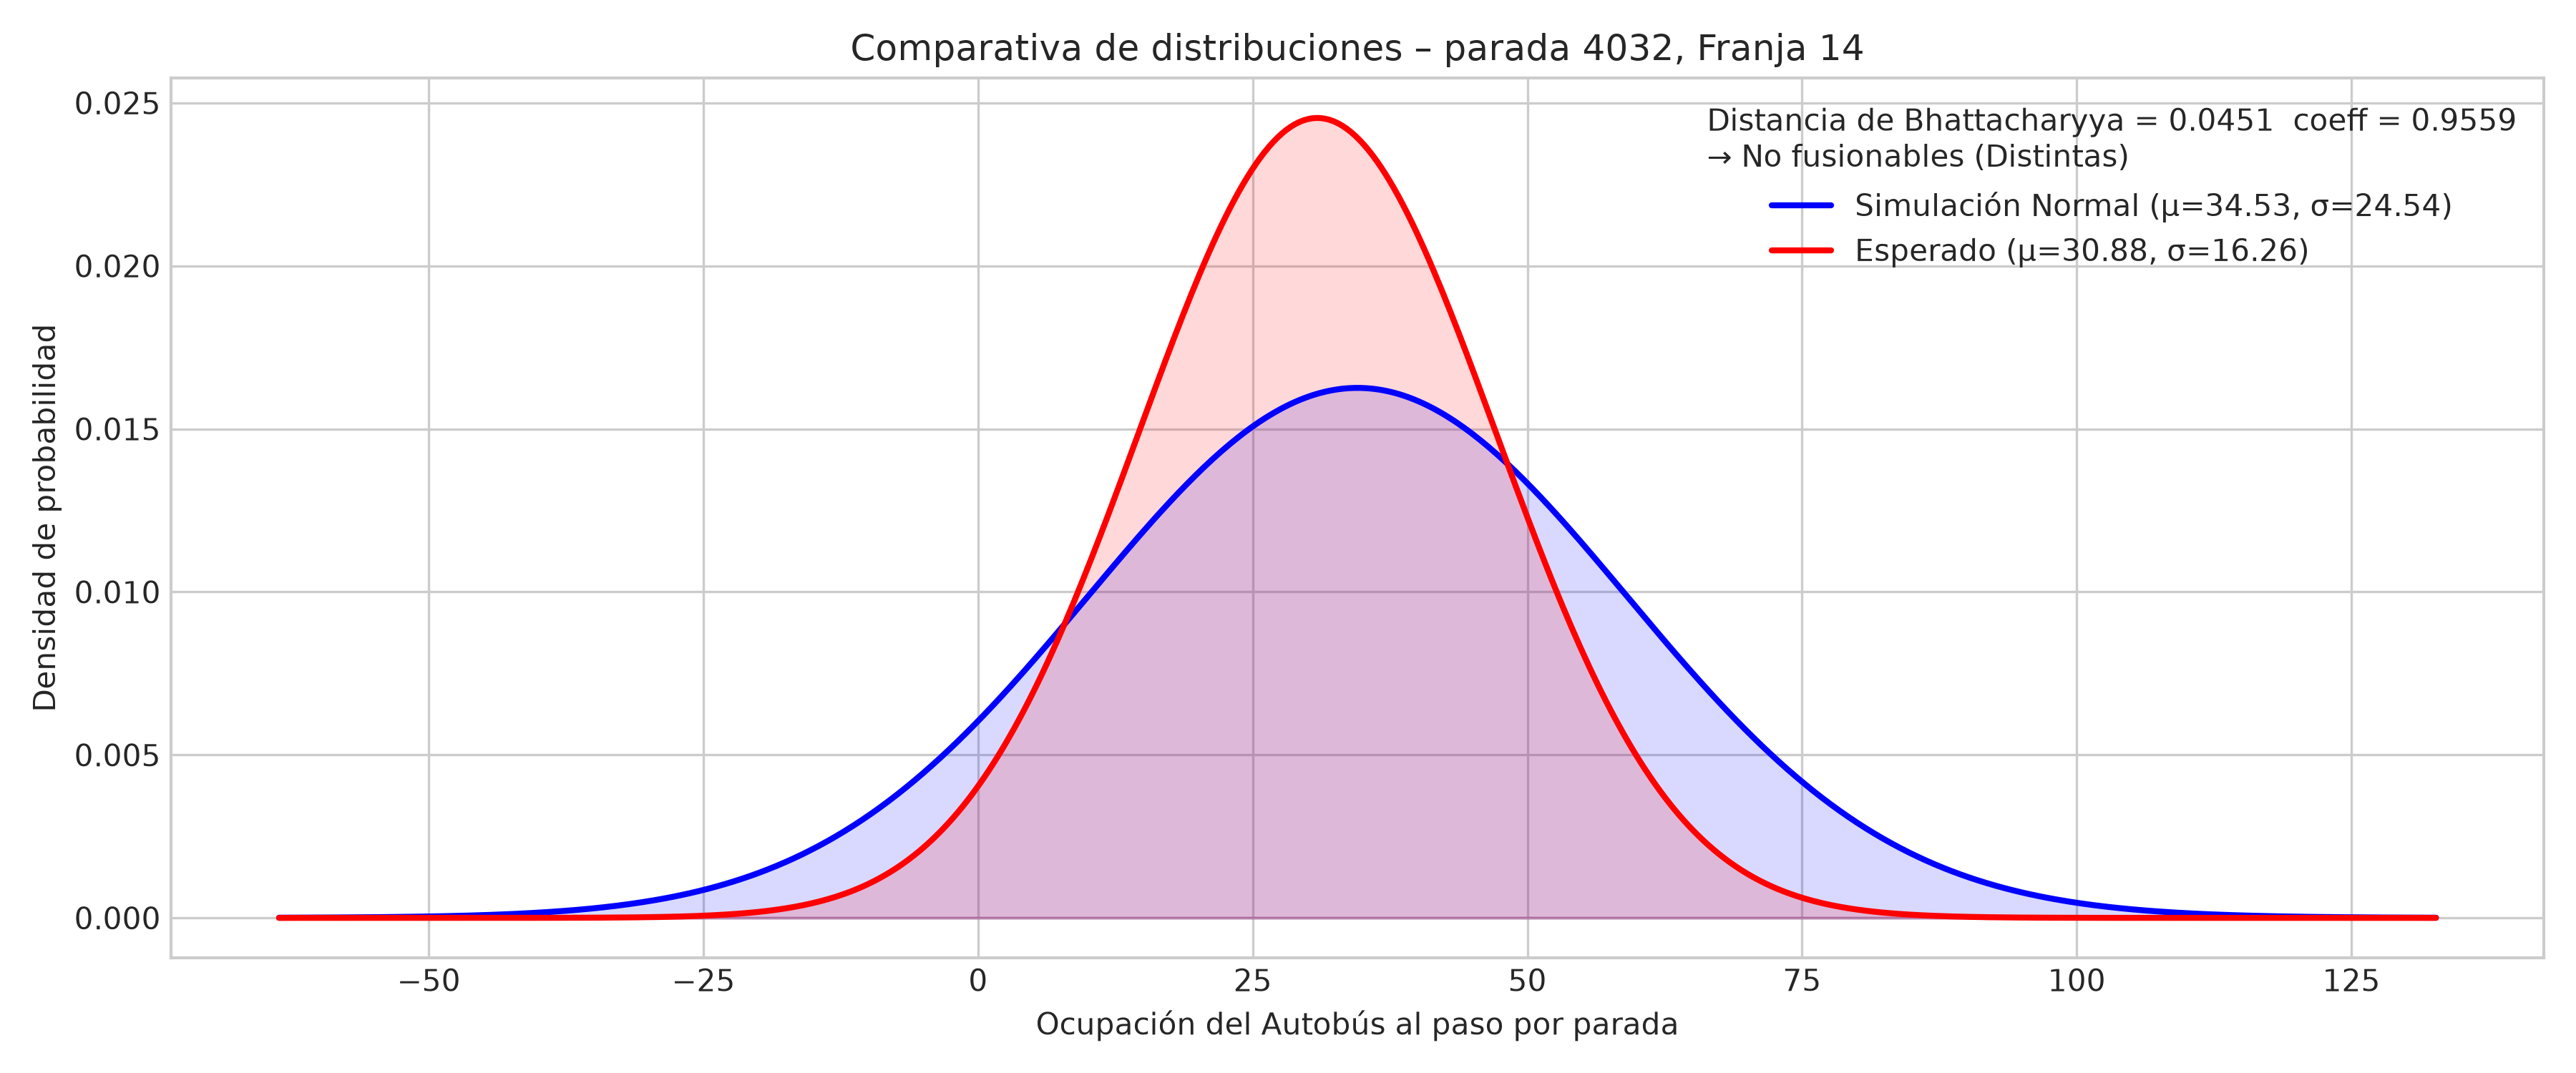 Comparativa de distribuciones – parada 4032, Franja 14
Distancia de Bhattacharyya = 0.0451  coeff = 0.9559
→ No fusionables (Distintas)
Simulación Normal (μ=34.53, σ=24.54)
Esperado (μ=30.88, σ=16.26)
Densidad de probabilidad
0.025
0.020
0.015
0.010
0.005
0.000
−50 −25 0 25 50 75 100 125
Ocupación del Autobús al paso por parada